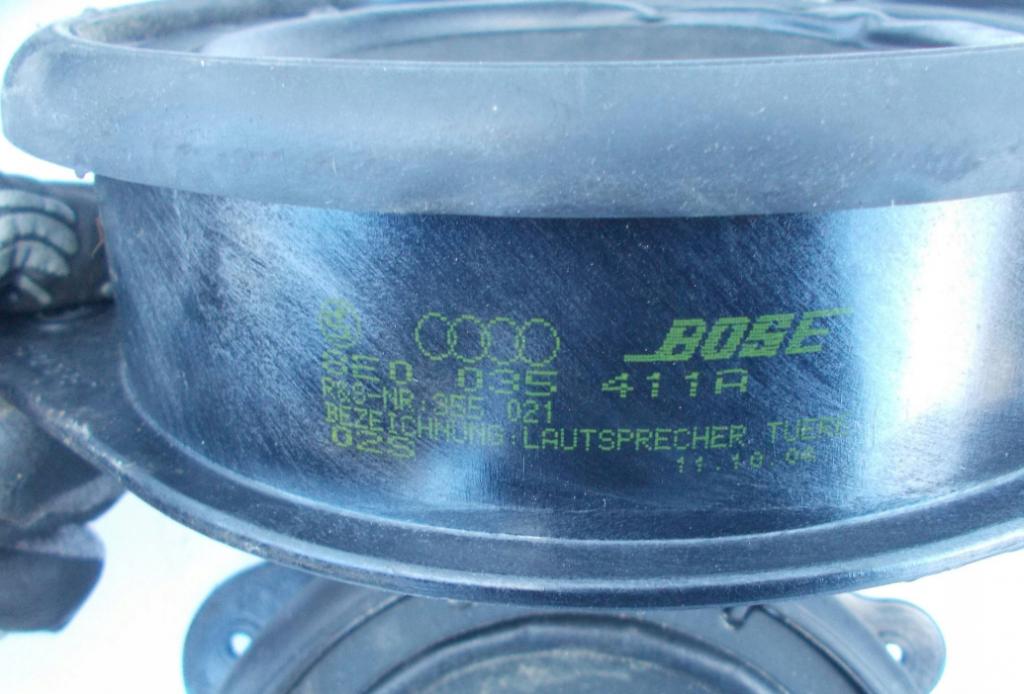 BOSE
8E0 035 411A
R&S-NR 355 021
BEZEICHNUNG:LAUTSPRECHER TUERE
02S
11.10.04